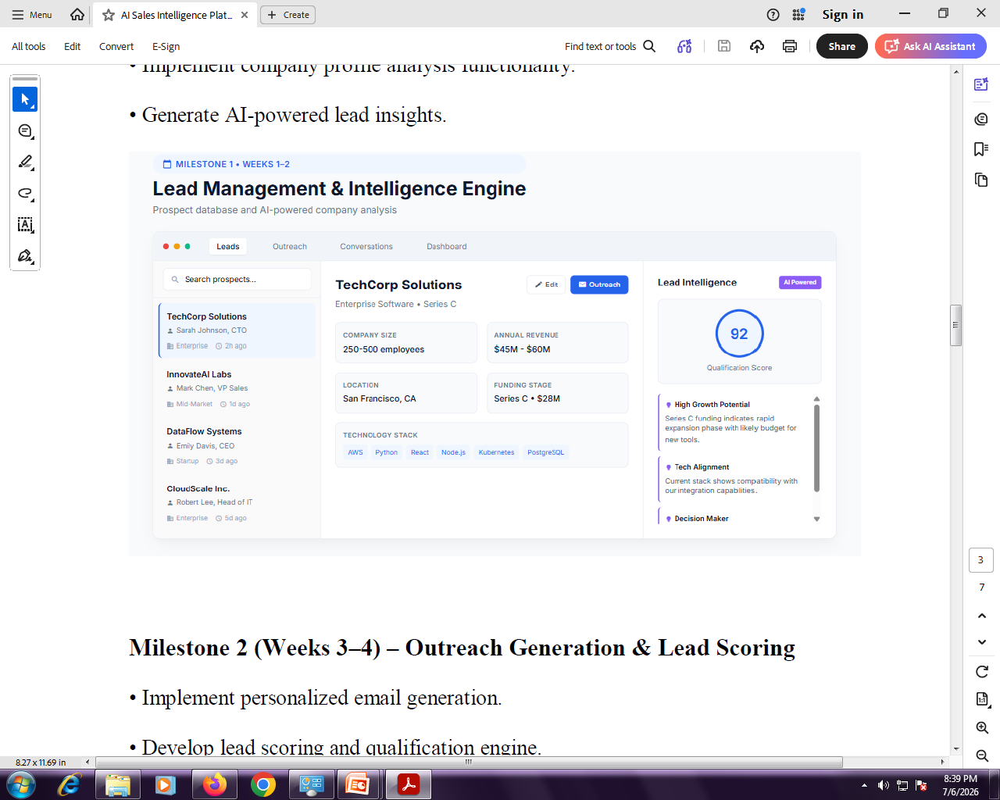 Menu
AI Sales Intelligence Plat...
Create
Sign in
All tools
Edit
Convert
E-Sign
Find text or tools
Share
Ask AI Assistant
• Implement company profile analysis functionality.
• Generate AI-powered lead insights.
MILESTONE 1 • WEEKS 1–2
Lead Management & Intelligence Engine
Prospect database and AI-powered company analysis
Leads
Outreach
Conversations
Dashboard
Search prospects...
TechCorp Solutions
Sarah Johnson, CTO
Enterprise 2h ago
InnovateAI Labs
Mark Chen, VP Sales
Mid-Market 1d ago
DataFlow Systems
Emily Davis, CEO
Startup 3d ago
CloudScale Inc.
Robert Lee, Head of IT
Enterprise 5d ago
TechCorp Solutions
Edit
Outreach
Enterprise Software • Series C
COMPANY SIZE
250-500 employees
ANNUAL REVENUE
$45M - $60M
LOCATION
San Francisco, CA
FUNDING STAGE
Series C • $28M
TECHNOLOGY STACK
AWS Python React Node.js Kubernetes PostgreSQL
Lead Intelligence
AI Powered
92
Qualification Score
High Growth Potential
Series C funding indicates rapid
expansion phase with likely budget for
new tools.
Tech Alignment
Current stack shows compatibility with
our integration capabilities.
Decision Maker
Milestone 2 (Weeks 3–4) – Outreach Generation & Lead Scoring
• Implement personalized email generation.
• Develop lead scoring and qualification engine.
3
7
1:1
8.27 x 11.69 in
8:39 PM
7/6/2026